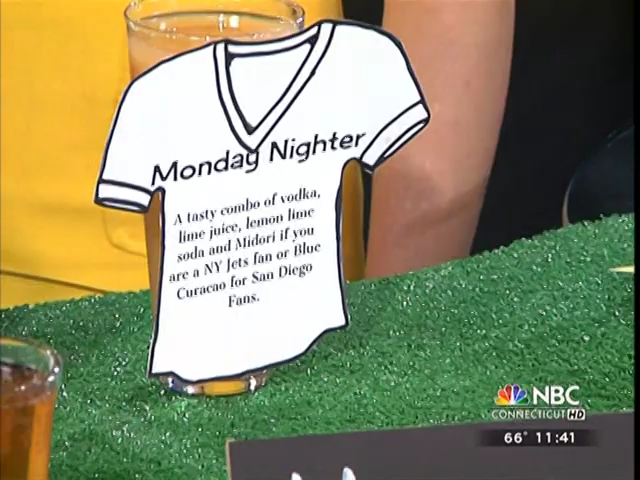 Monday Nighter
A tasty combo of vodka,
lime juice, lemon lime
soda and Midori if you
are a NY Jets fan or Blue
Curacao for San Diego
Fans.
NBC
CONNECTICUT HD
66° 11:41